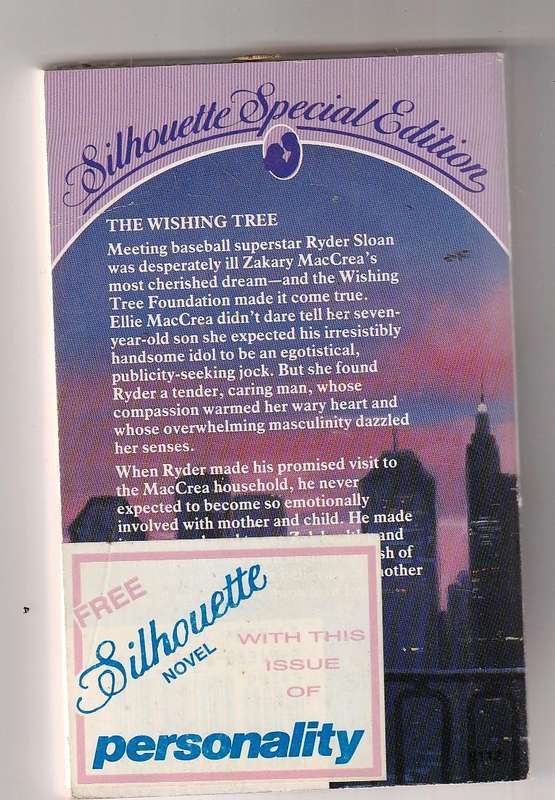 Silhouette Special Edition
THE WISHING TREE
Meeting baseball superstar Ryder Sloan
was desperately ill Zakary MacCrea's
most cherished dream—and the Wishing
Tree Foundation made it come true.
Ellie MacCrea didn't dare tell her seven-
year-old son she expected his irresistibly
handsome idol to be an egotistical,
publicity-seeking jock. But she found
Ryder a tender, caring man, whose
compassion warmed her wary heart and
whose overwhelming masculinity dazzled
her senses.
When Ryder made his promised visit to
the MacCrea household, he never
expected to become so emotionally
involved with mother and child. He made
and
of
FREE
Silhouette
NOVEL
WITH THIS
ISSUE
OF
personality